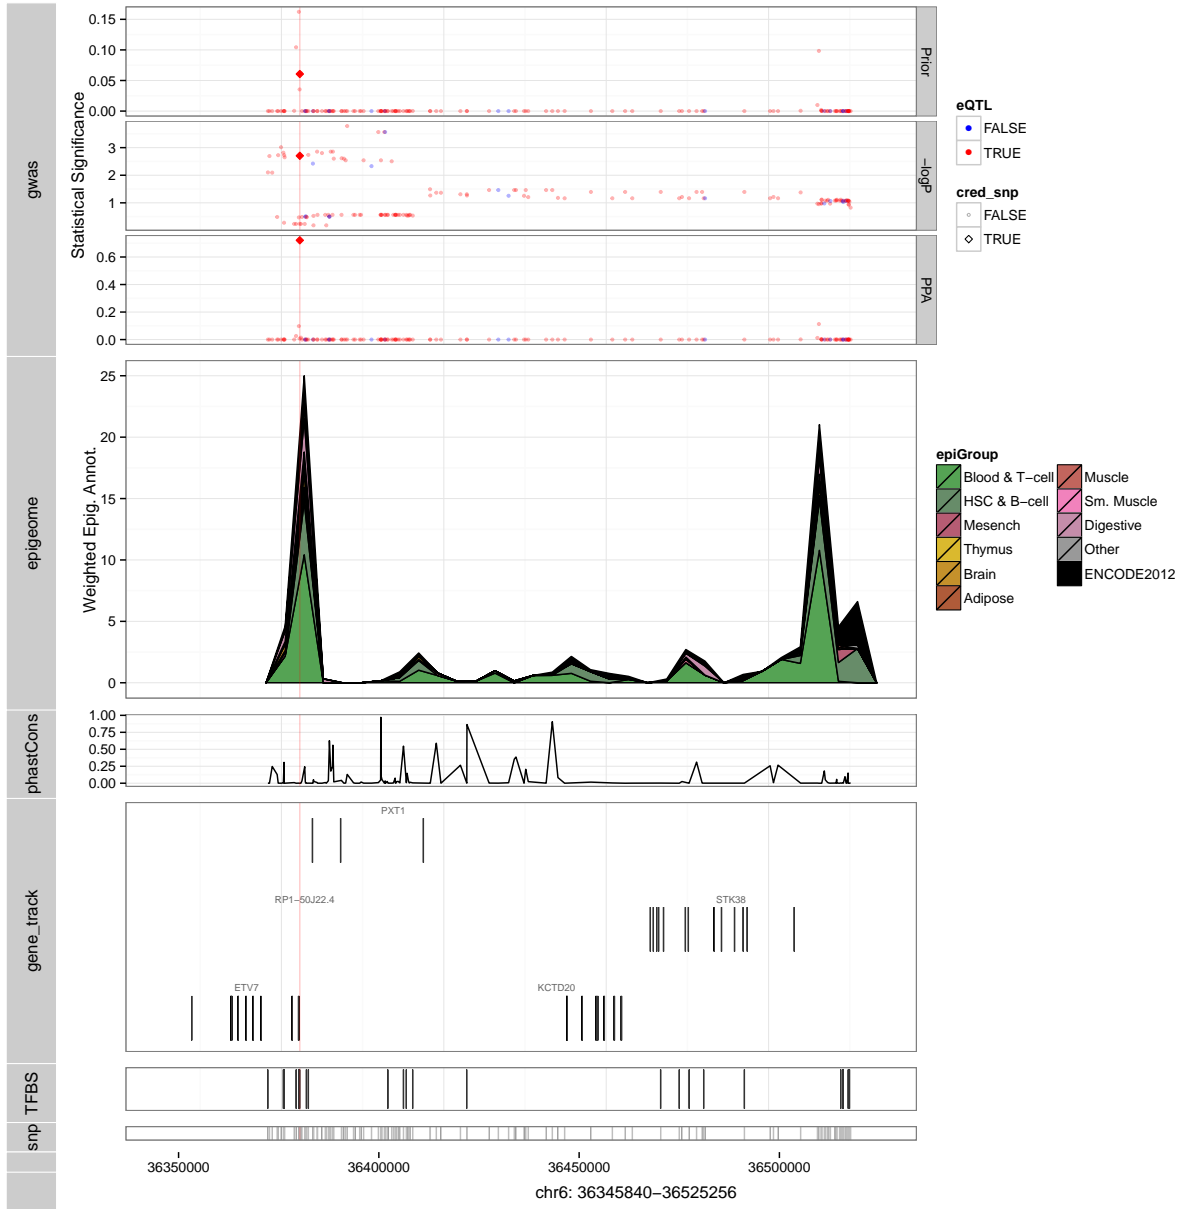 gwas
Statistical Significance
0.15
0.10
0.05
0.00
Prior
3
2
1
−logP
0.6
0.4
0.2
0.0
PPA
eQTL
FALSE
TRUE
cred_snp
FALSE
TRUE
epigeome
Weighted Epig. Annot.
25
20
15
10
5
0
epiGroup
Blood & T−cell
HSC & B−cell
Mesench
Thymus
Brain
Adipose
Muscle
Sm. Muscle
Digestive
Other
ENCODE2012
phastCons
1.00
0.75
0.50
0.25
0.00
gene_track
PXT1
RP1−50J22.4
STK38
ETV7
KCTD20
TFBS
snp
36350000
36400000
36450000
36500000
chr6: 36345840−36525256